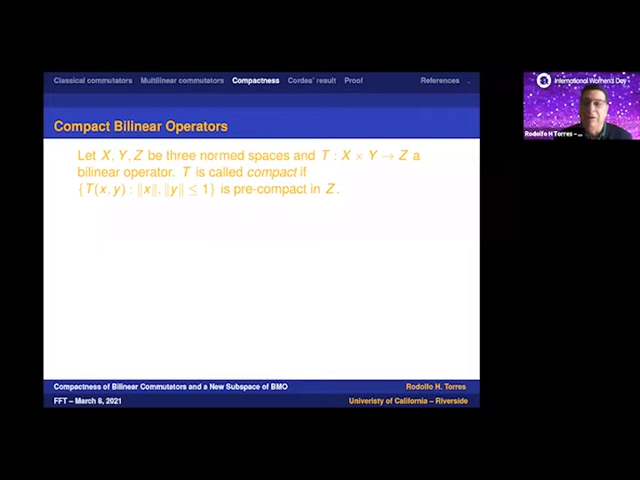 Classical commutators Multilinear commutators Compactness Cordes' result Proof References .
International Women's Day
Compact Bilinear Operators
Rodolfo H Torres -
Let X, Y, Z be three normed spaces and T : X × Y → Z a
bilinear operator. T is called compact if
{T(x, y) : ‖x‖, ‖y‖ ≤ 1} is pre-compact in Z.
Compactness of Bilinear Commutators and a New Subspace of BMO Rodolfo H. Torres
FFT – March 8, 2021 Univeristy of California – Riverside